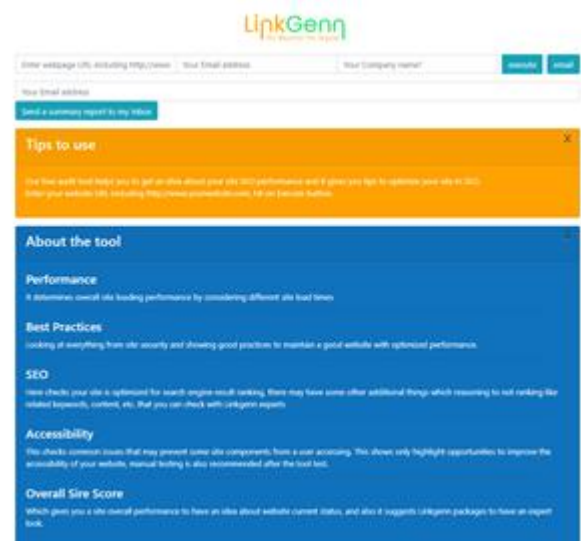 LinkGenn
Enter webpage URL including http://www Your Email address Your Company name? execute email
Your Email address
Send a summary report to my inbox
Tips to use X
Our free audit tool helps you to get an idea about your site SEO performance and it gives you tips to optimize your site in SEO.
Enter your website URL including http://www.yourwebsite.com, hit on Execute button.
About the tool
Performance
It determines overall site loading performance by considering different site load times
Best Practices
Looking at everything from site security and showing good practices to maintain a good website with optimized performance.
SEO
Here checks your site is optimized for search engine result ranking, there may have some other additional things which reasoning to not ranking like
related keywords, content, etc. that you can check with Linkgenn experts
Accessibility
This checks common issues that may prevent some site components from a user accessing. This shows only highlight opportunities to improve the
accessibility of your website, manual testing is also recommended after the tool test.
Overall Sire Score
Which gives you a site overall performance to have an idea about website current status, and also it suggests Linkgenn packages to have an expert
look.